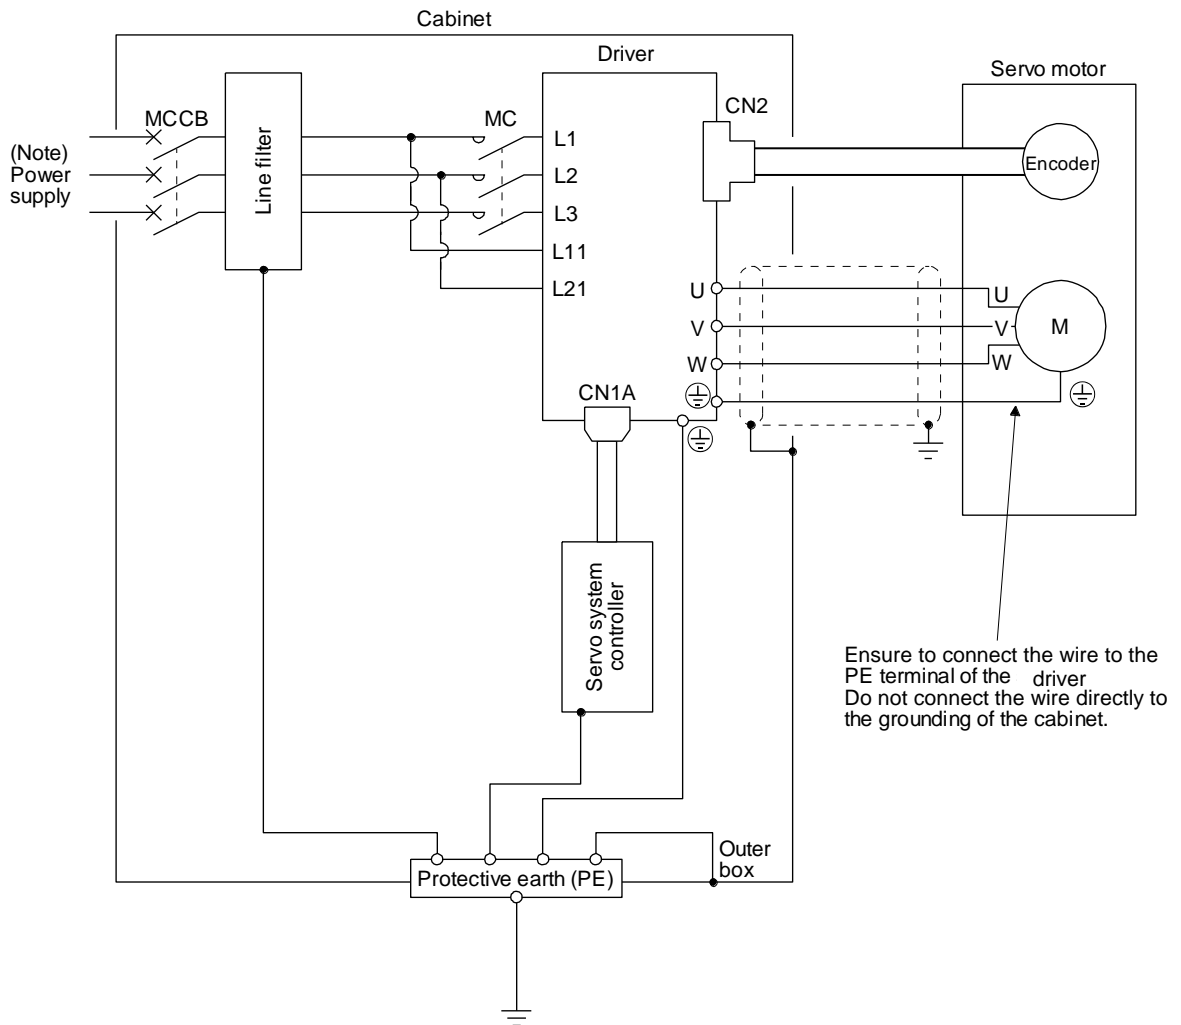 Cabinet
Driver
Servo motor
CN2
MCCB
MC
(Note)
Power
supply
Line filter
L1
L2
L3
L11
L21
Encoder
U
V
W
U
V
W
M
CN1A
Servo system
controller
Ensure to connect the wire to the
PE terminal of the driver
Do not connect the wire directly to
the grounding of the cabinet.
Outer
box
Protective earth (PE)